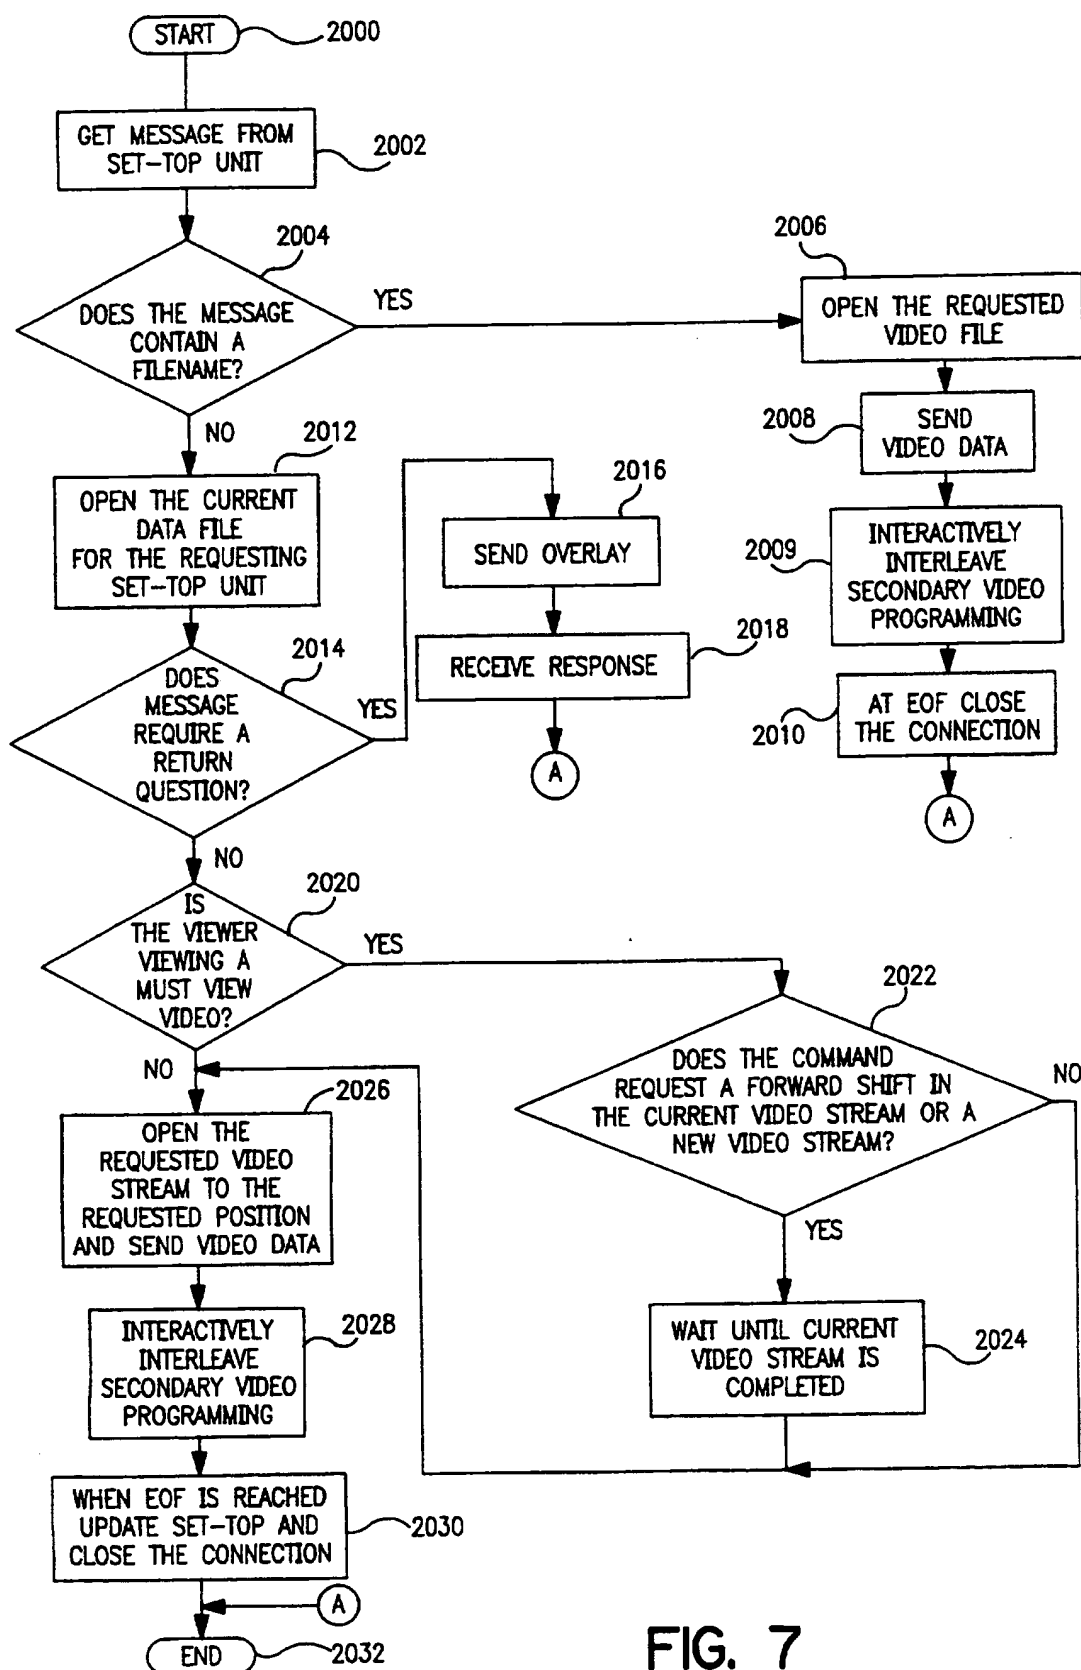 START
2000
GET MESSAGE FROM
SET-TOP UNIT
2002
2004
DOES THE MESSAGE
CONTAIN A
FILENAME?
YES
NO
2006
OPEN THE REQUESTED
VIDEO FILE
2008
SEND
VIDEO DATA
2009
INTERACTIVELY
INTERLEAVE
SECONDARY VIDEO
PROGRAMMING
2010
AT EOF CLOSE
THE CONNECTION
A
2012
OPEN THE CURRENT
DATA FILE
FOR THE REQUESTING
SET-TOP UNIT
2014
DOES
MESSAGE
REQUIRE A
RETURN
QUESTION?
YES
NO
2016
SEND OVERLAY
2018
RECEIVE RESPONSE
A
2020
IS
THE VIEWER
VIEWING A
MUST VIEW
VIDEO?
YES
NO
2022
DOES THE COMMAND
REQUEST A FORWARD SHIFT IN
THE CURRENT VIDEO STREAM OR A
NEW VIDEO STREAM?
NO
YES
2024
WAIT UNTIL CURRENT
VIDEO STREAM IS
COMPLETED
2026
OPEN THE
REQUESTED VIDEO
STREAM TO THE
REQUESTED POSITION
AND SEND VIDEO DATA
2028
INTERACTIVELY
INTERLEAVE
SECONDARY VIDEO
PROGRAMMING
WHEN EOF IS REACHED
UPDATE SET-TOP AND
CLOSE THE CONNECTION
2030
A
END
2032
FIG. 7